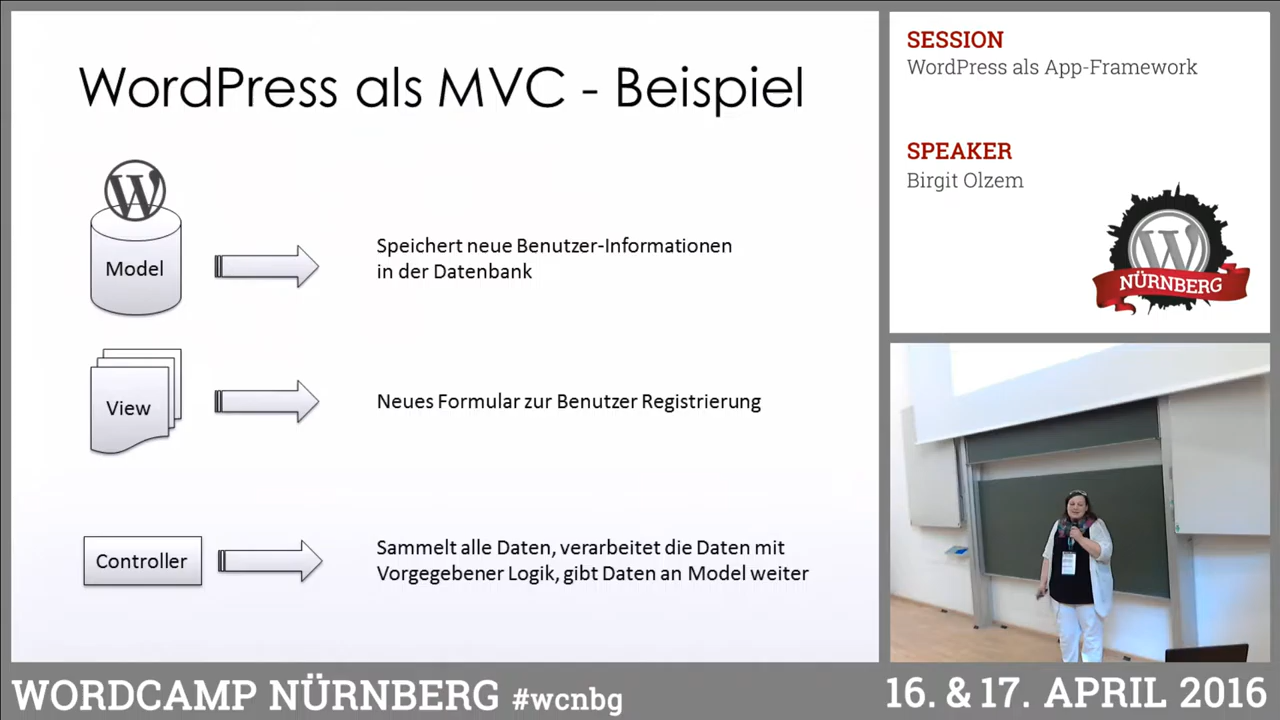 WordPress als MVC - Beispiel
W
Model
Speichert neue Benutzer-Informationen
in der Datenbank
View
Neues Formular zur Benutzer Registrierung
Controller
Sammelt alle Daten, verarbeitet die Daten mit
Vorgegebener Logik, gibt Daten an Model weiter
SESSION
WordPress als App-Framework
SPEAKER
Birgit Olzem
W
NÜRNBERG
WORDCAMP NÜRNBERG #wcnbg
16. & 17. APRIL 2016